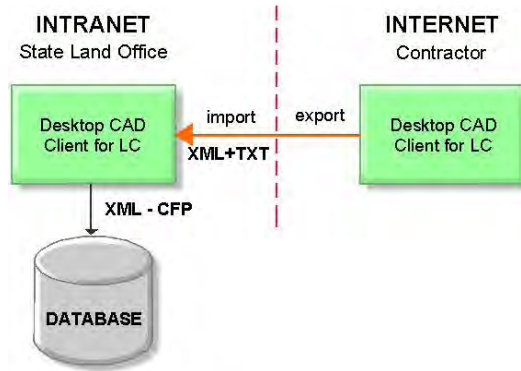 INTRANET
State Land Office
INTERNET
Contractor
Desktop CAD
Client for LC
import
export
XML+TXT
Desktop CAD
Client for LC
XML - CFP
DATABASE